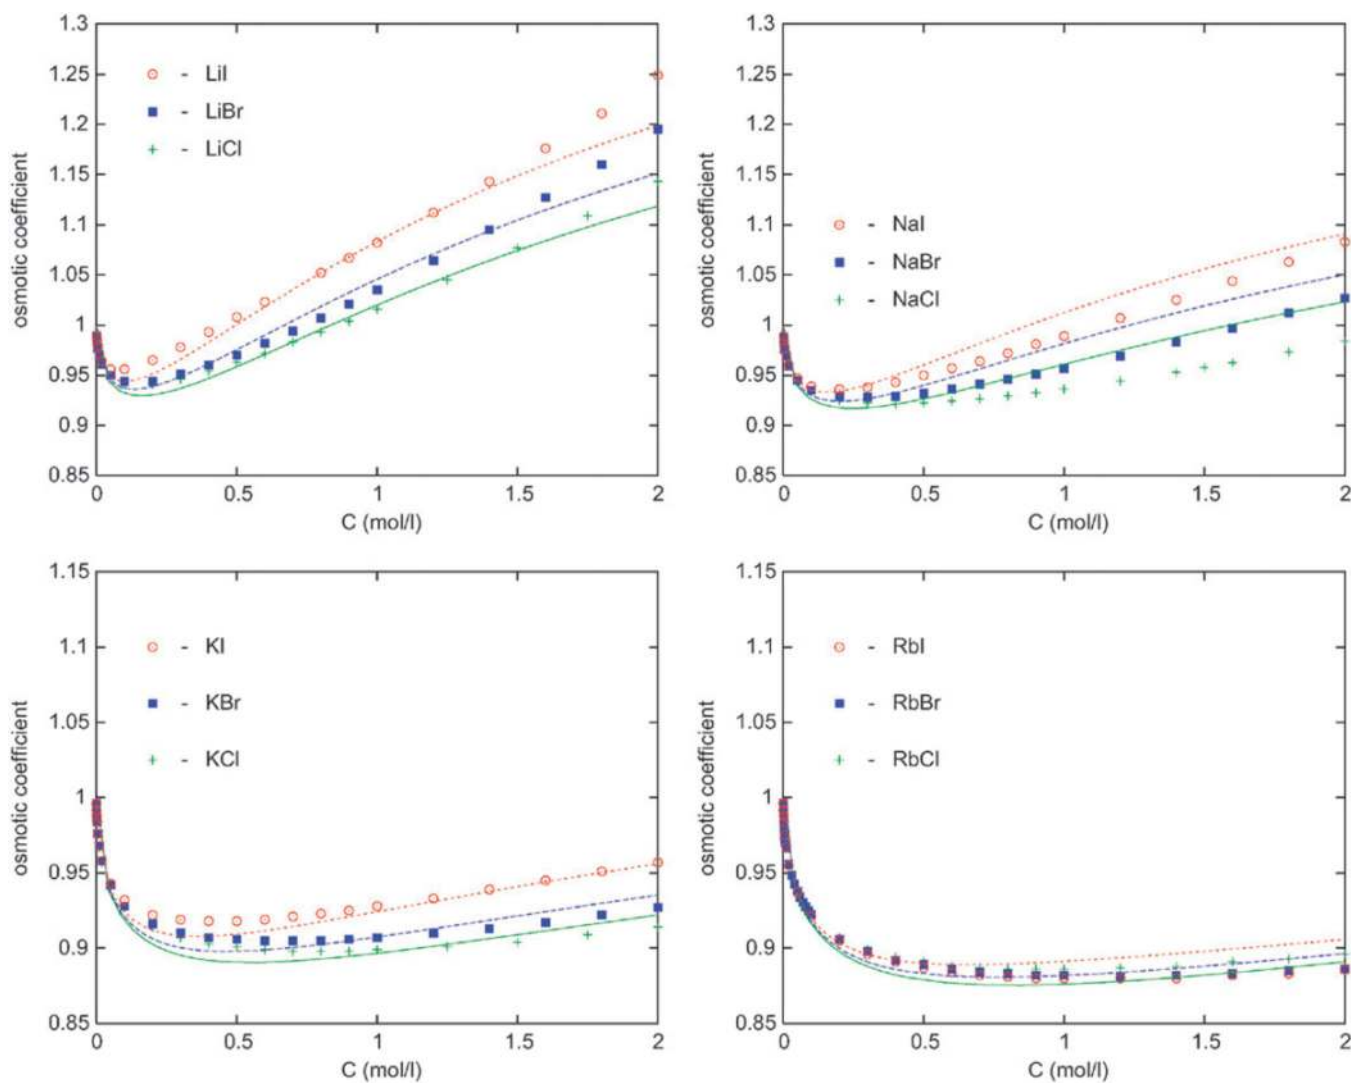 1.3
1.25
1.2
1.15
1.1
1.05
1
0.95
0.9
0.85
osmotic coefficient
- LiI
- LiBr
- LiCl
0 0.5 1 1.5 2
C (mol/l)
1.3
1.25
1.2
1.15
1.1
1.05
1
0.95
0.9
0.85
osmotic coefficient
- NaI
- NaBr
- NaCl
0 0.5 1 1.5 2
C (mol/l)
1.15
1.1
1.05
1
0.95
0.9
0.85
osmotic coefficient
- KI
- KBr
- KCl
0 0.5 1 1.5 2
C (mol/l)
1.15
1.1
1.05
1
0.95
0.9
0.85
osmotic coefficient
- RbI
- RbBr
- RbCl
0 0.5 1 1.5 2
C (mol/l)